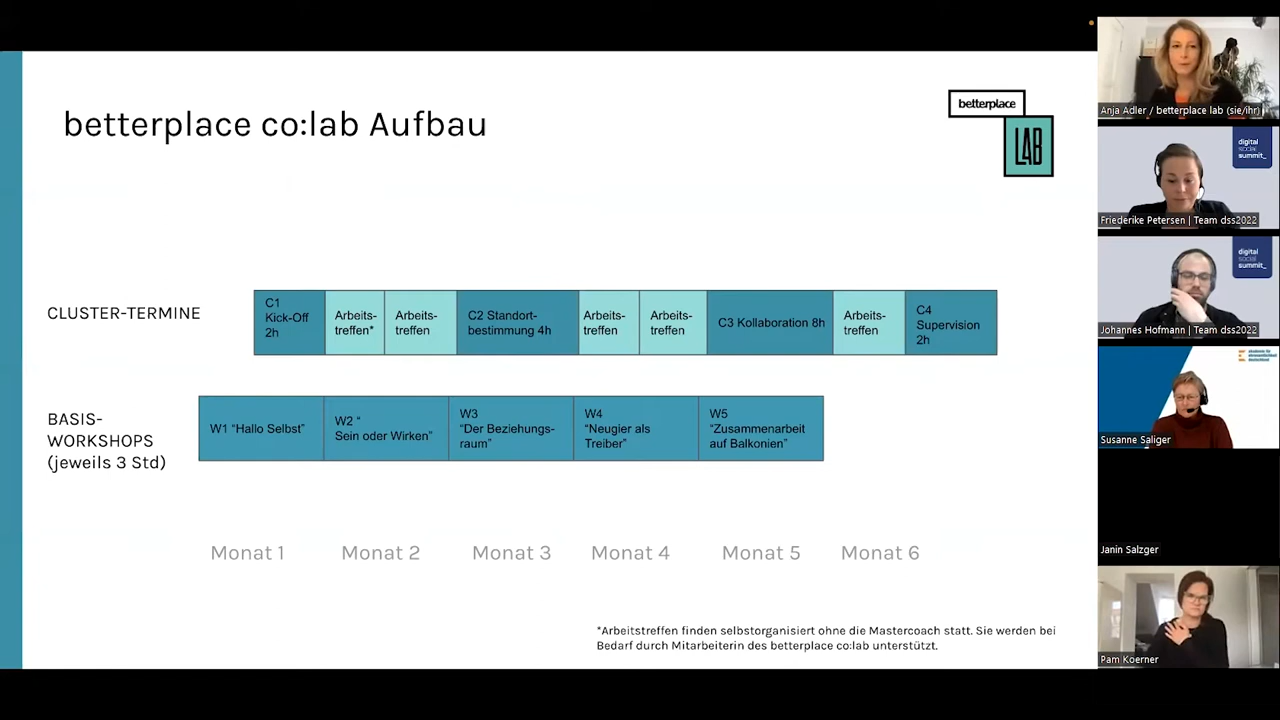 betterplace co:lab Aufbau
betterplace
LAB
CLUSTER-TERMINE
C1
Kick-Off
2h
Arbeits-
treffen*
Arbeits-
treffen
C2 Standort-
bestimmung 4h
Arbeits-
treffen
Arbeits-
treffen
C3 Kollaboration 8h
Arbeits-
treffen
C4
Supervision
2h
BASIS-
WORKSHOPS
(jeweils 3 Std)
W1 “Hallo Selbst”
W2 “
Sein oder Wirken”
W3
“Der Beziehungs-
raum”
W4
“Neugier als
Treiber”
W5
“Zusammenarbeit
auf Balkonien”
Monat 1
Monat 2
Monat 3
Monat 4
Monat 5
Monat 6
*Arbeitstreffen finden selbstorganisiert ohne die Mastercoach statt. Sie werden bei
Bedarf durch Mitarbeiterin des betterplace co:lab unterstützt.
Anja Adler / betterplace lab (sie/ihr)
digital
social
summit_
Friederike Petersen | Team dss2022
digital
social
summit_
Johannes Hofmann | Team dss2022
akademie für
ehrenamtlichkeit
deutschland
Susanne Saliger
Janin Salzger
Pam Koerner